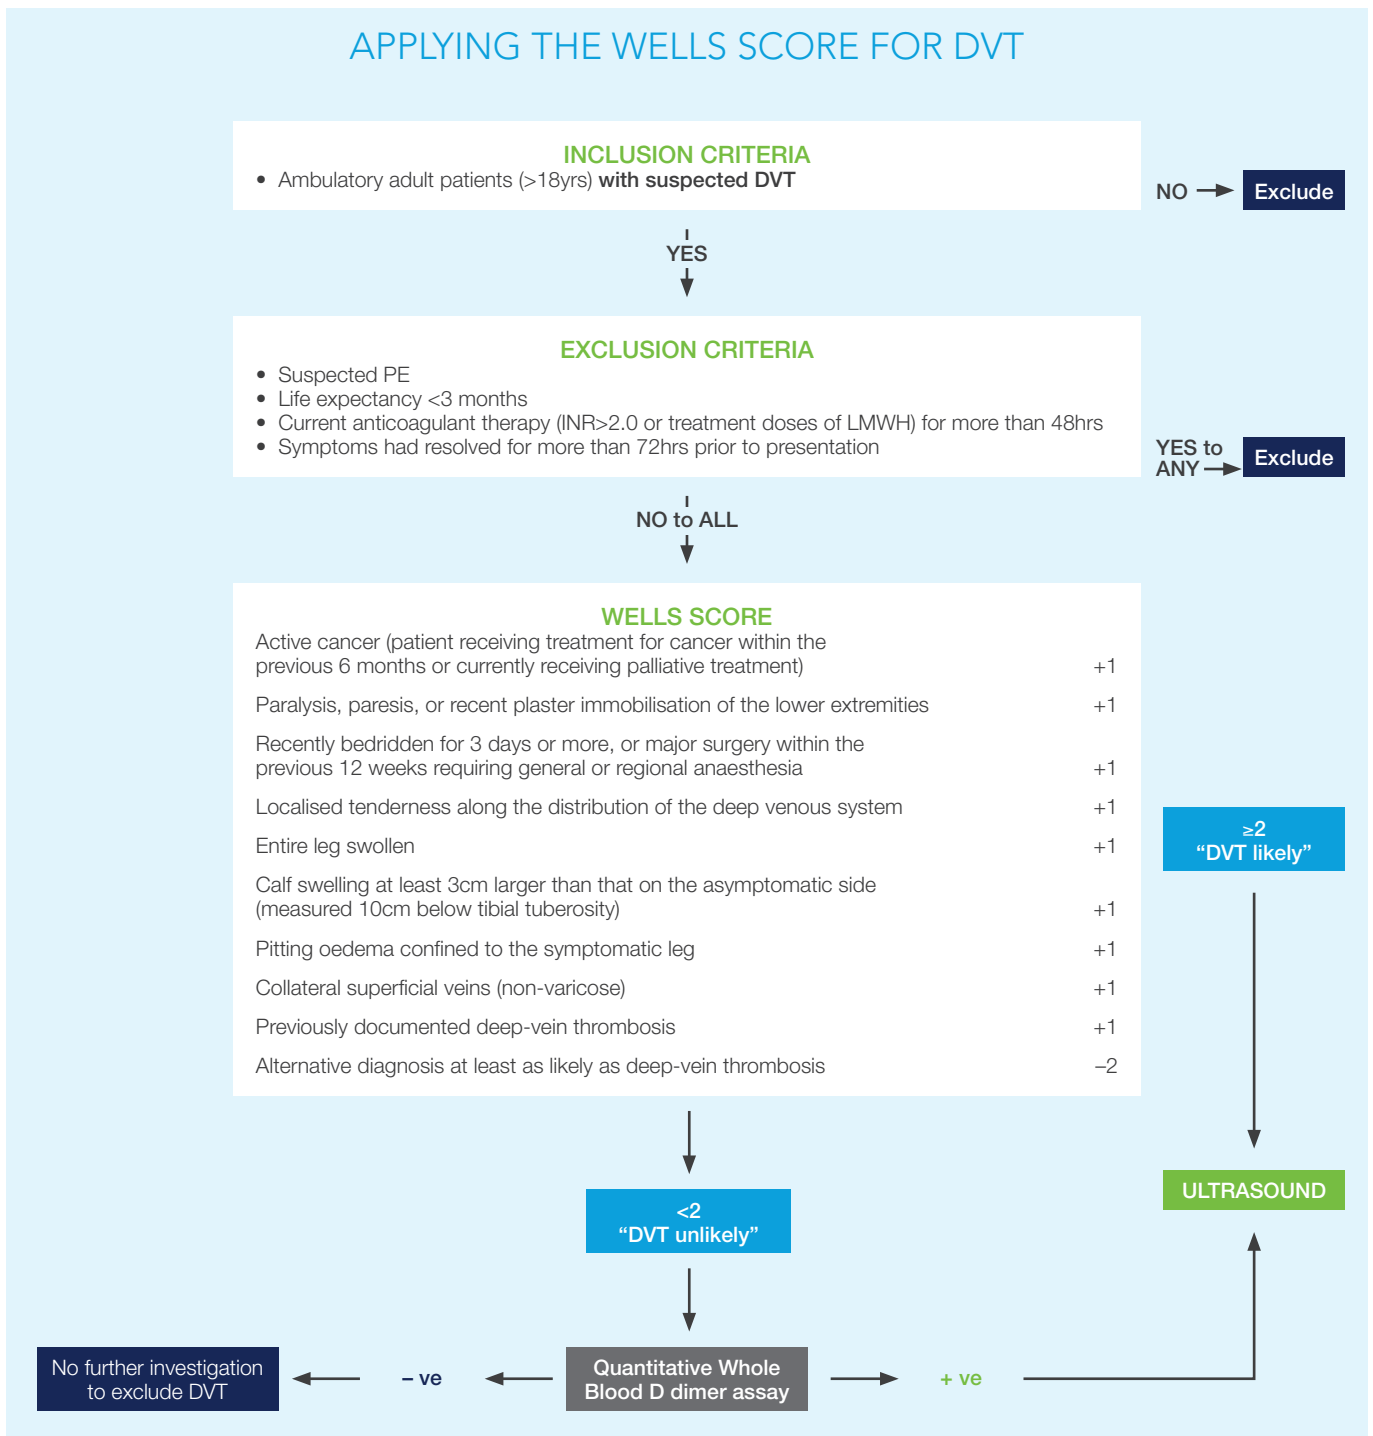 APPLYING THE WELLS SCORE FOR DVT
INCLUSION CRITERIA
• Ambulatory adult patients (>18yrs) with suspected DVT
NO
Exclude
YES
EXCLUSION CRITERIA
• Suspected PE
• Life expectancy <3 months
• Current anticoagulant therapy (INR>2.0 or treatment doses of LMWH) for more than 48hrs
• Symptoms had resolved for more than 72hrs prior to presentation
YES to
ANY
Exclude
NO to ALL
WELLS SCORE
Active cancer (patient receiving treatment for cancer within the
previous 6 months or currently receiving palliative treatment) +1
Paralysis, paresis, or recent plaster immobilisation of the lower extremities +1
Recently bedridden for 3 days or more, or major surgery within the
previous 12 weeks requiring general or regional anaesthesia +1
Localised tenderness along the distribution of the deep venous system +1
Entire leg swollen +1
Calf swelling at least 3cm larger than that on the asymptomatic side
(measured 10cm below tibial tuberosity) +1
Pitting oedema confined to the symptomatic leg +1
Collateral superficial veins (non-varicose) +1
Previously documented deep-vein thrombosis +1
Alternative diagnosis at least as likely as deep-vein thrombosis –2
≥2
“DVT likely”
ULTRASOUND
<2
“DVT unlikely”
No further investigation
to exclude DVT
– ve
Quantitative Whole
Blood D dimer assay
+ ve